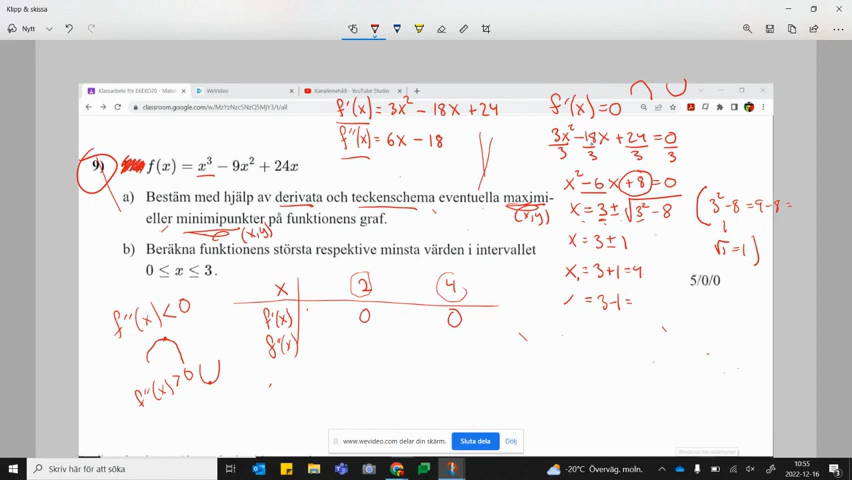 Klipp & skissa
Nytt
Klassarbete för EKEKO20 - Matem
WeVideo
Kanalinnehåll - YouTube Studio
classroom.google.com/w/MzYzNzc5NzQ5MjY3/t/all
f'(x) = 3x² - 18x + 24
f''(x) = 6x - 18
f'(x) = 0
3x²/3 - 18x/3 + 24/3 = 0/3
x² - 6x + 8 = 0
x = 3 ± √3² - 8
(3² - 8 = 9 - 8 =
√1 = 1)
x = 3 ± 1
x₁ = 3 + 1 = 4
= 3 - 1 =
9) f(x) = x³ − 9x² + 24x
a) Bestäm med hjälp av derivata och teckenschema eventuella maximi-
eller minimipunkter på funktionens graf.
(x,y)
(x,y)
b) Beräkna funktionens största respektive minsta värden i intervallet
0 ≤ x ≤ 3.
5/0/0
x 2 4
f'(x) 0 0
f''(x)
f''(x) < 0
f''(x) > 0
www.wevideo.com delar din skärm.
Sluta dela
Dölj
Skriv här för att söka
-20°C Överväg. moln.
10:55
2022-12-16